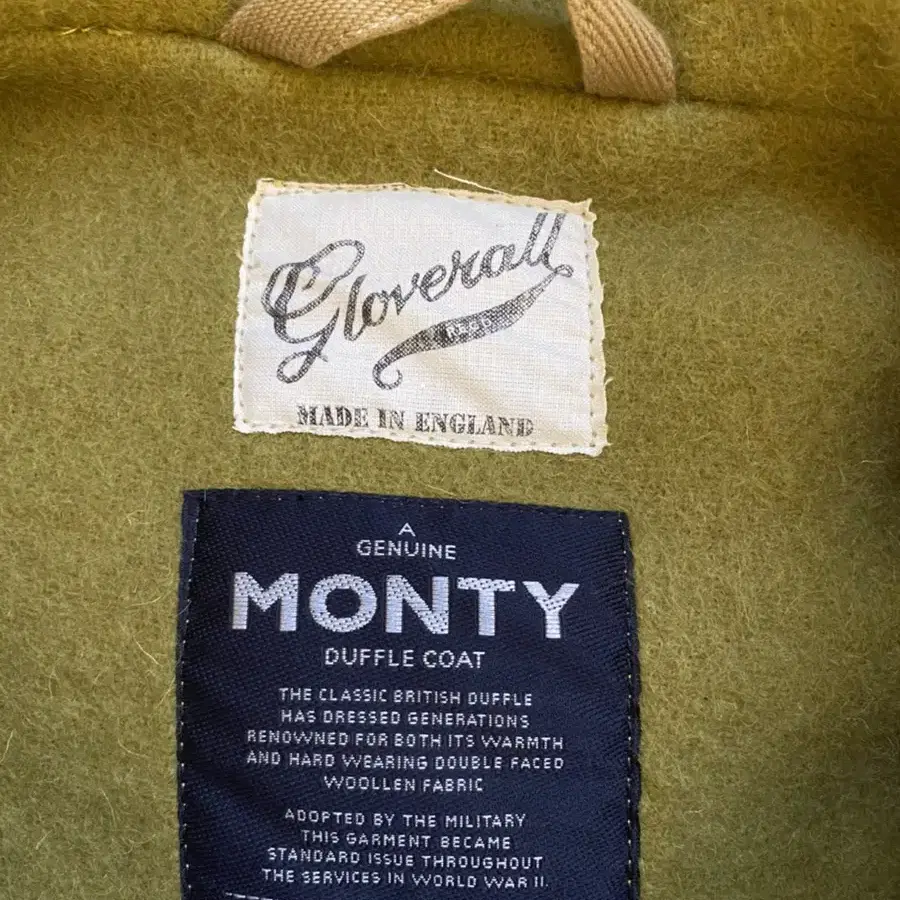 Gloverall
REGD
MADE IN ENGLAND
A
GENUINE
MONTY
DUFFLE COAT
THE CLASSIC BRITISH DUFFLE
HAS DRESSED GENERATIONS
RENOWNED FOR BOTH ITS WARMTH
AND HARD WEARING DOUBLE FACED
WOOLLEN FABRIC
ADOPTED BY THE MILITARY
THIS GARMENT BECAME
STANDARD ISSUE THROUGHOUT
THE SERVICES IN WORLD WAR II.